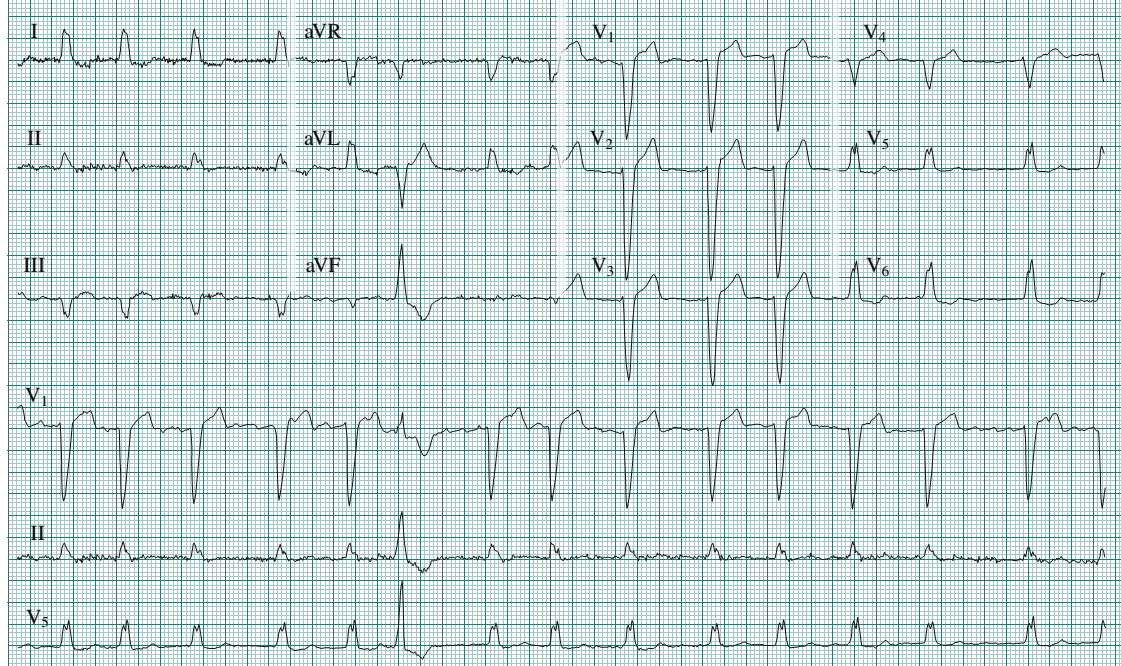 I aVR V₁ V₄
II aVL V₂ V₅
III aVF V₃ V₆
V₁
II
V₅